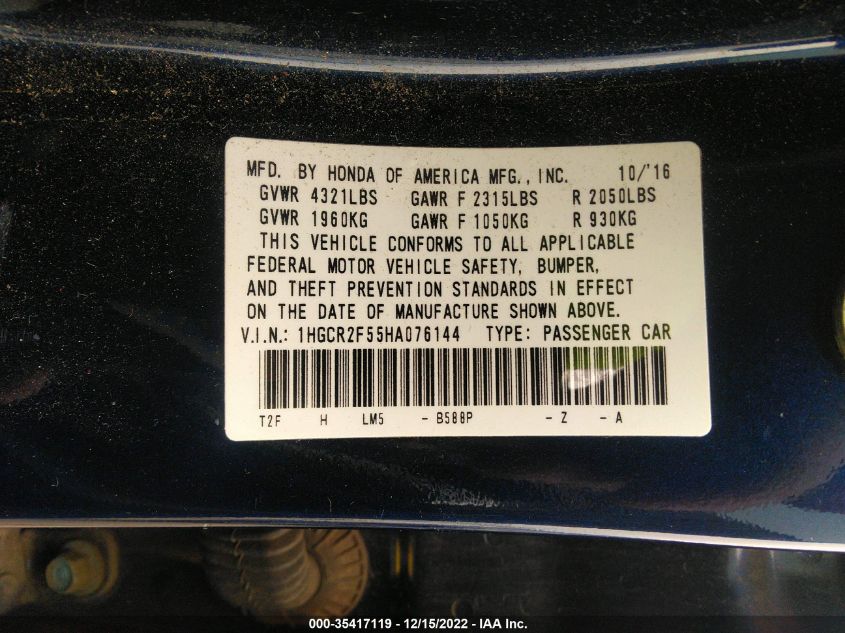 MFD. BY HONDA OF AMERICA MFG., INC. 10/'16
GVWR 4321LBS GAWR F 2315LBS R 2050LBS
GVWR 1960KG GAWR F 1050KG R 930KG
THIS VEHICLE CONFORMS TO ALL APPLICABLE
FEDERAL MOTOR VEHICLE SAFETY, BUMPER,
AND THEFT PREVENTION STANDARDS IN EFFECT
ON THE DATE OF MANUFACTURE SHOWN ABOVE.
V.I.N.: 1HGCR2F55HA076144 TYPE: PASSENGER CAR
T2F H LM5 - B588P - Z - A
000-35417119 - 12/15/2022 - IAA Inc.